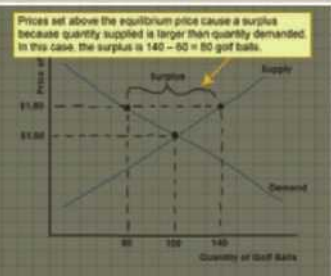 Prices set above the equilibrium price cause a surplus
because quantity supplied is larger than quantity demanded.
In this case, the surplus is 140 – 60 = 80 golf balls.
Surplus
Supply
Demand
100
140
Quantity of Golf Balls